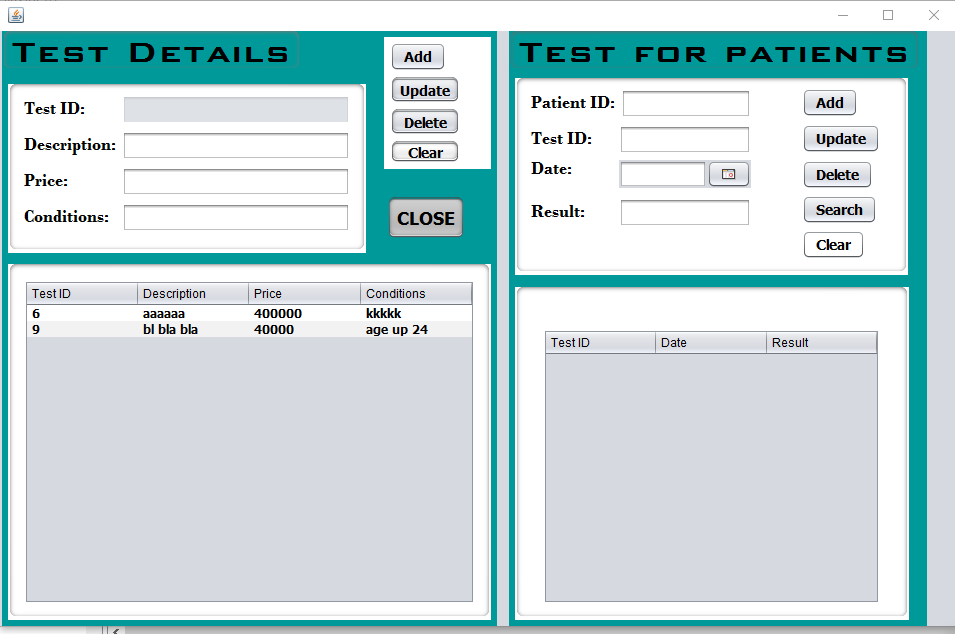 Test Details
Add
Update
Delete
Clear
CLOSE
Test ID:
Description:
Price:
Conditions:
Test ID Description Price Conditions
6 aaaaaa 400000 kkkkk
9 bl bla bla 40000 age up 24
Test for patients
Patient ID:
Test ID:
Date:
Result:
Add
Update
Delete
Search
Clear
Test ID Date Result